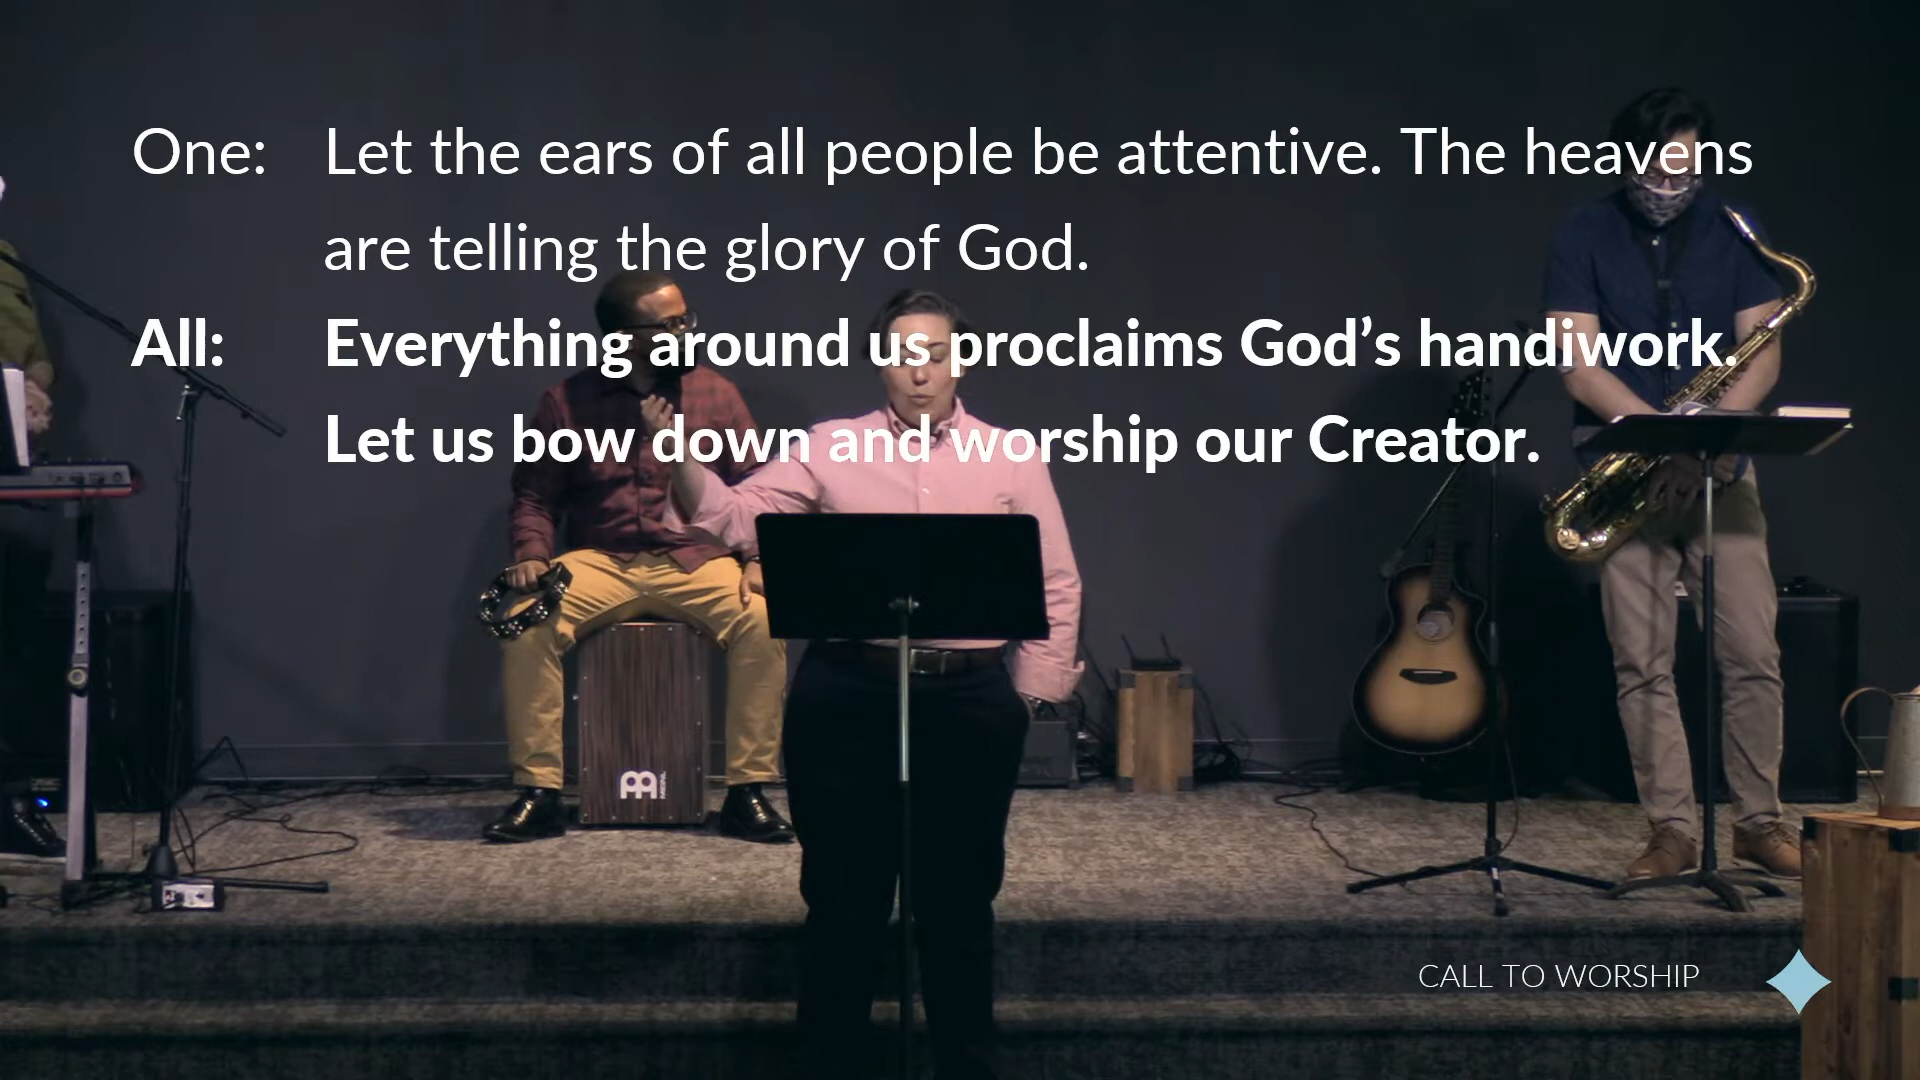 One: Let the ears of all people be attentive. The heavens
are telling the glory of God.
All: Everything around us proclaims God’s handiwork.
Let us bow down and worship our Creator.
MEINL
CALL TO WORSHIP